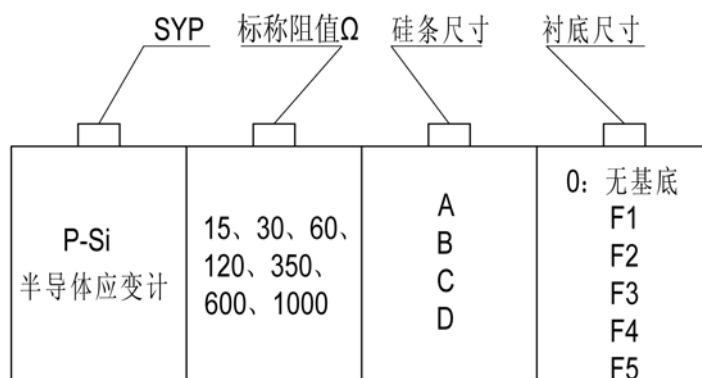 SYP
标称阻值Ω
硅条尺寸
衬底尺寸
P-Si
半导体应变计
15、30、60、
120、350、
600、1000
A
B
C
D
0：无基底
F1
F2
F3
F4
F5